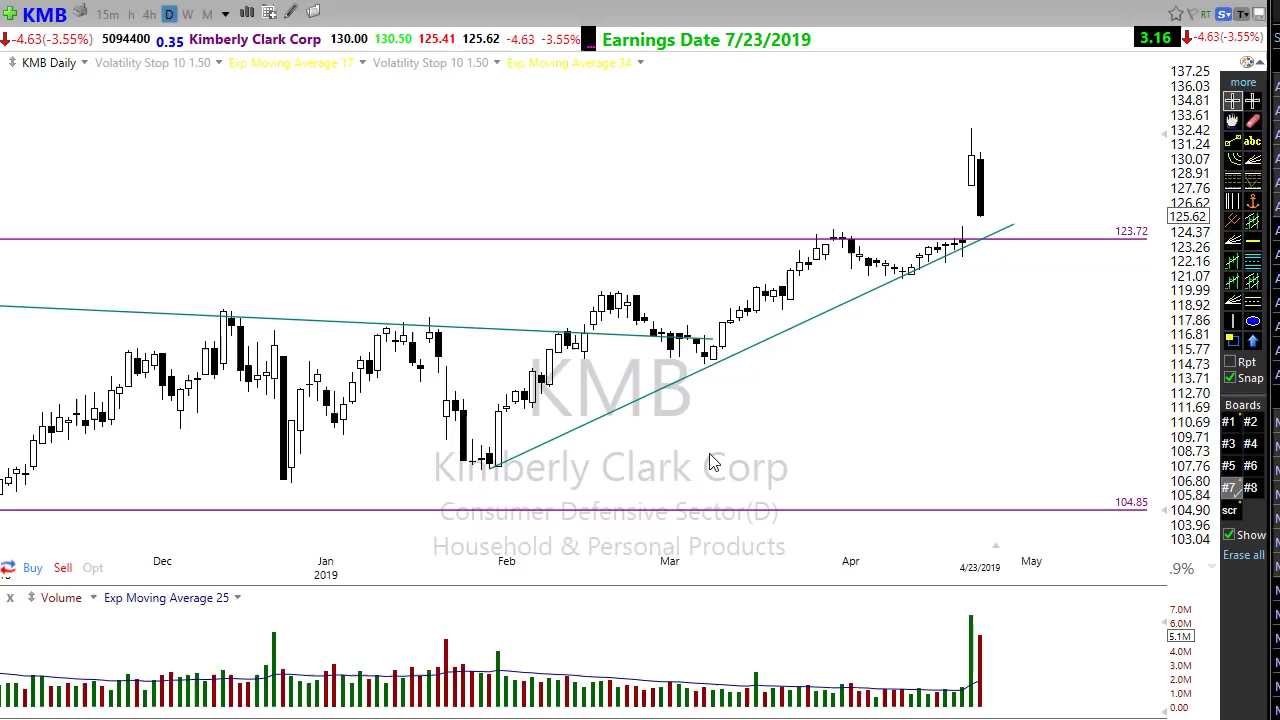 KMB 15m h 4h D W M RT S T
-4.63(-3.55%) 5094400 0.35 Kimberly Clark Corp 130.00 130.50 125.41 125.62 -4.63 -3.55% Earnings Date 7/23/2019 3.16 -4.63(-3.55%)
KMB Daily Volatility Stop 10 1.50 Exp Moving Average 17 Volatility Stop 10 1.50 Exp Moving Average 34
137.25
136.03
134.81
133.61
132.42
131.24
130.07
128.91
127.76
126.62
125.62
124.37
123.26
122.16
121.07
119.99
118.92
117.86
116.81
115.77
114.73
113.71
112.70
111.69
110.69
109.71
108.73
107.76
106.80
105.84
104.90
103.96
103.04
123.72
104.85
KMB
Kimberly Clark Corp
Consumer Defensive Sector(D)
Household & Personal Products
Dec Jan Feb Mar Apr 4/23/2019 May
2019
Buy Sell Opt
.9%
X Volume Exp Moving Average 25
7.0M
6.0M
5.1M
4.0M
3.0M
2.0M
1.0M
0.00
more
abc
Rpt
Snap
Boards
#1 #2
#3 #4
#5 #6
#7 #8
scr
Show
Erase all